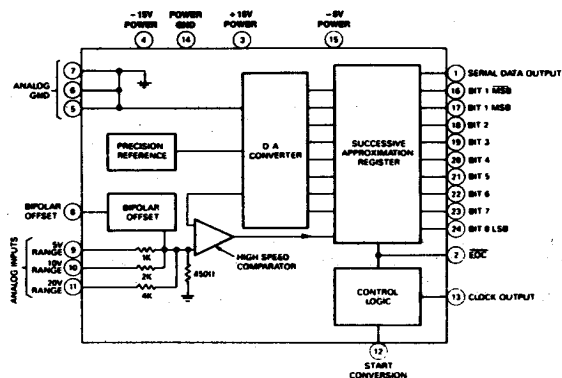 -15V POWER
4
POWER GND
14
+15V POWER
3
-5V POWER
15
ANALOG GND
7
6
5
PRECISION REFERENCE
D A CONVERTER
SUCCESSIVE APPROXIMATION REGISTER
1 SERIAL DATA OUTPUT
16 BIT 1 MSB
17 BIT 1 MSB
18 BIT 2
19 BIT 3
20 BIT 4
21 BIT 5
22 BIT 6
23 BIT 7
24 BIT 8 LSB
BIPOLAR OFFSET 8
BIPOLAR OFFSET
ANALOG INPUTS
5V RANGE 9
1K
10V RANGE 10
2K
20V RANGE 11
4K
850Ω
HIGH SPEED COMPARATOR
2 EOC
CONTROL LOGIC
13 CLOCK OUTPUT
12
START CONVERSION